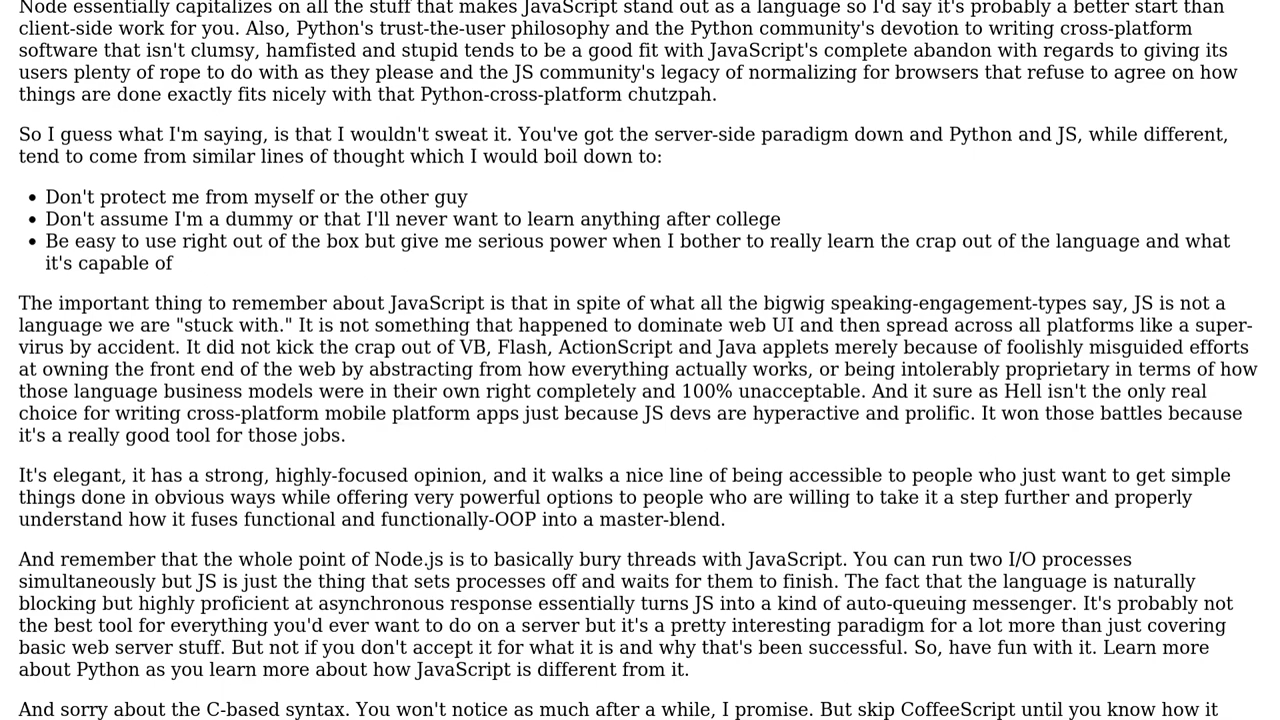 Node essentially capitalizes on all the stuff that makes JavaScript stand out as a language so I'd say it's probably a better start than
client-side work for you. Also, Python's trust-the-user philosophy and the Python community's devotion to writing cross-platform
software that isn't clumsy, hamfisted and stupid tends to be a good fit with JavaScript's complete abandon with regards to giving its
users plenty of rope to do with as they please and the JS community's legacy of normalizing for browsers that refuse to agree on how
things are done exactly fits nicely with that Python-cross-platform chutzpah.
So I guess what I'm saying, is that I wouldn't sweat it. You've got the server-side paradigm down and Python and JS, while different,
tend to come from similar lines of thought which I would boil down to:
• Don't protect me from myself or the other guy
• Don't assume I'm a dummy or that I'll never want to learn anything after college
• Be easy to use right out of the box but give me serious power when I bother to really learn the crap out of the language and what
it's capable of
The important thing to remember about JavaScript is that in spite of what all the bigwig speaking-engagement-types say, JS is not a
language we are "stuck with." It is not something that happened to dominate web UI and then spread across all platforms like a super-
virus by accident. It did not kick the crap out of VB, Flash, ActionScript and Java applets merely because of foolishly misguided efforts
at owning the front end of the web by abstracting from how everything actually works, or being intolerably proprietary in terms of how
those language business models were in their own right completely and 100% unacceptable. And it sure as Hell isn't the only real
choice for writing cross-platform mobile platform apps just because JS devs are hyperactive and prolific. It won those battles because
it's a really good tool for those jobs.
It's elegant, it has a strong, highly-focused opinion, and it walks a nice line of being accessible to people who just want to get simple
things done in obvious ways while offering very powerful options to people who are willing to take it a step further and properly
understand how it fuses functional and functionally-OOP into a master-blend.
And remember that the whole point of Node.js is to basically bury threads with JavaScript. You can run two I/O processes
simultaneously but JS is just the thing that sets processes off and waits for them to finish. The fact that the language is naturally
blocking but highly proficient at asynchronous response essentially turns JS into a kind of auto-queuing messenger. It's probably not
the best tool for everything you'd ever want to do on a server but it's a pretty interesting paradigm for a lot more than just covering
basic web server stuff. But not if you don't accept it for what it is and why that's been successful. So, have fun with it. Learn more
about Python as you learn more about how JavaScript is different from it.
And sorry about the C-based syntax. You won't notice as much after a while, I promise. But skip CoffeeScript until you know how it